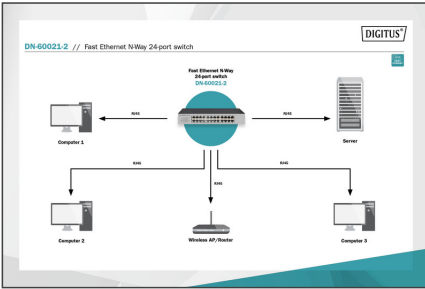 DIGITUS®
DN-60021-2 // Fast Ethernet N-Way 24-port switch
Fast Ethernet N-Way
24-port switch
DN-60021-2
RJ45
RJ45
Computer 1
Server
RJ45
RJ45
RJ45
Computer 2
Wireless AP/Router
Computer 3